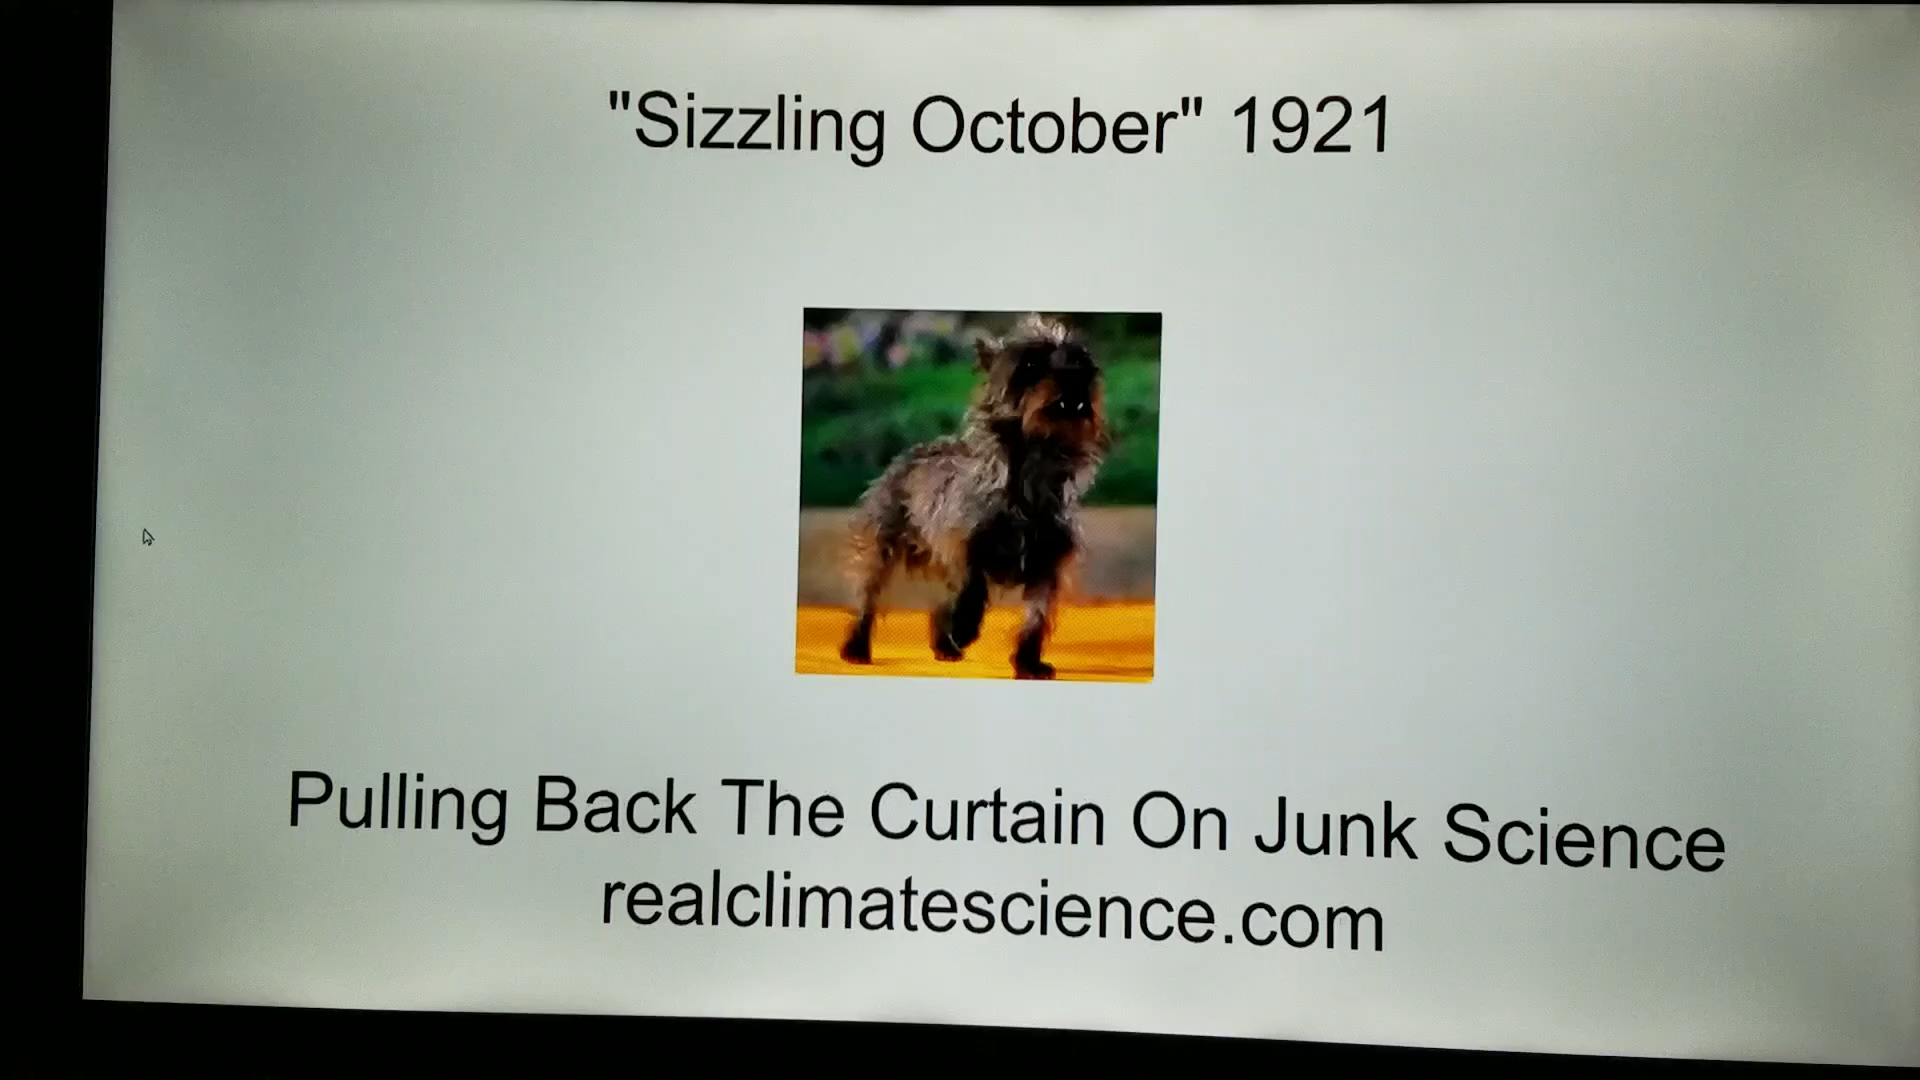 "Sizzling October" 1921
Pulling Back The Curtain On Junk Science
realclimatescience.com